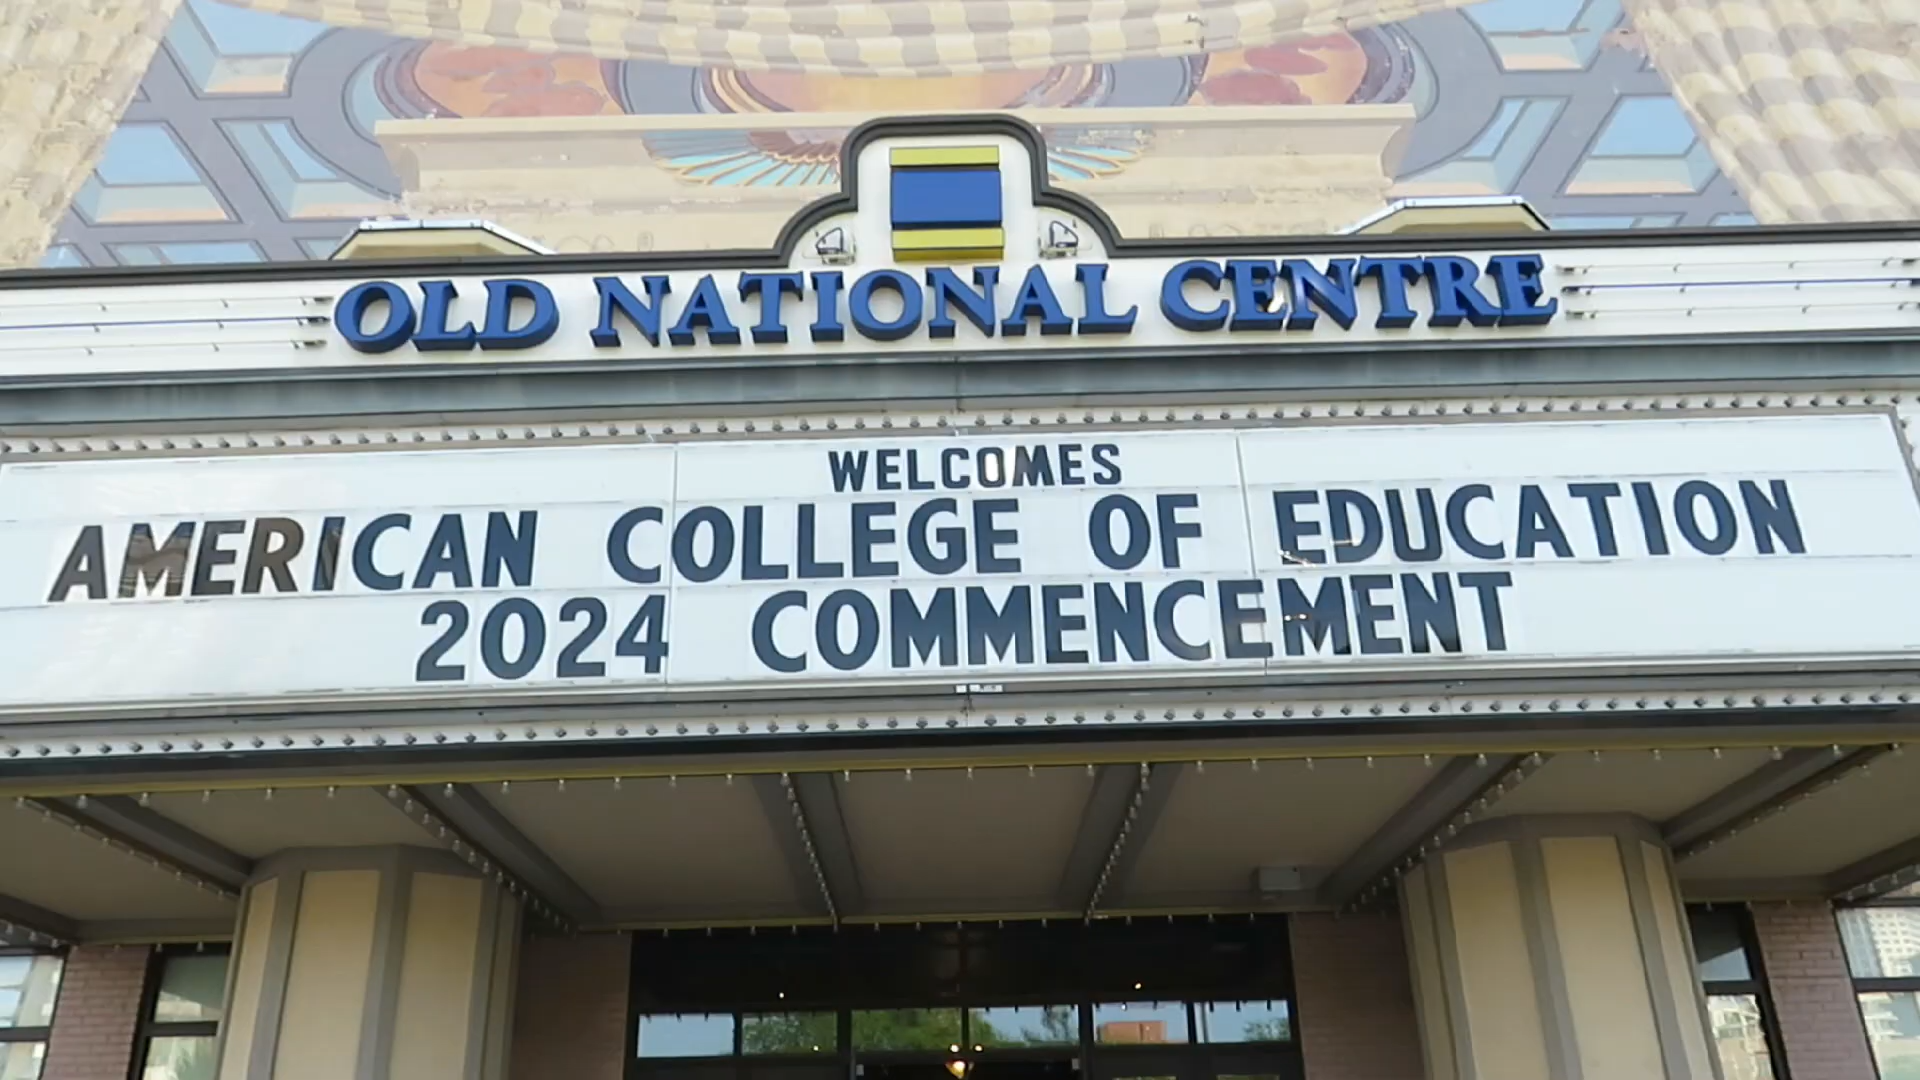 OLD NATIONAL CENTRE
WELCOMES
AMERICAN COLLEGE OF EDUCATION
2024 COMMENCEMENT